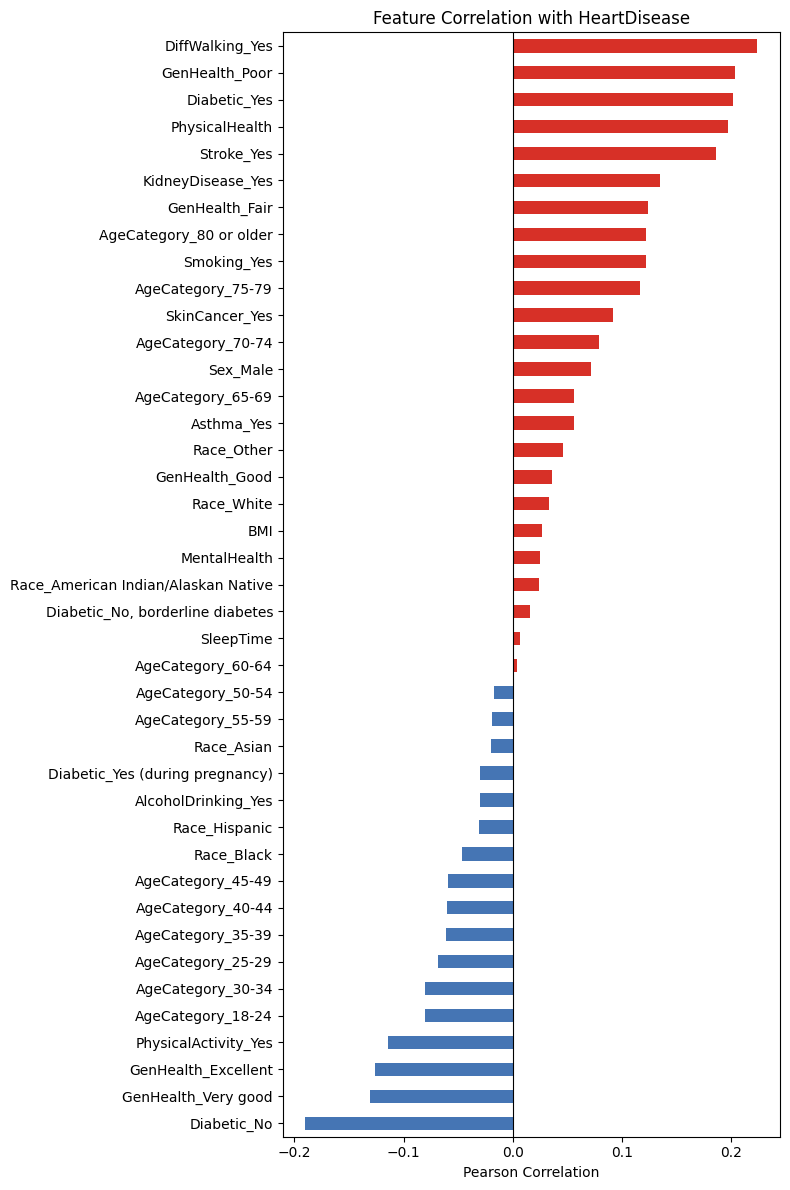 Feature Correlation with HeartDisease
DiffWalking_Yes
GenHealth_Poor
Diabetic_Yes
PhysicalHealth
Stroke_Yes
KidneyDisease_Yes
GenHealth_Fair
AgeCategory_80 or older
Smoking_Yes
AgeCategory_75-79
SkinCancer_Yes
AgeCategory_70-74
Sex_Male
AgeCategory_65-69
Asthma_Yes
Race_Other
GenHealth_Good
Race_White
BMI
MentalHealth
Race_American Indian/Alaskan Native
Diabetic_No, borderline diabetes
SleepTime
AgeCategory_60-64
AgeCategory_50-54
AgeCategory_55-59
Race_Asian
Diabetic_Yes (during pregnancy)
AlcoholDrinking_Yes
Race_Hispanic
Race_Black
AgeCategory_45-49
AgeCategory_40-44
AgeCategory_35-39
AgeCategory_25-29
AgeCategory_30-34
AgeCategory_18-24
PhysicalActivity_Yes
GenHealth_Excellent
GenHealth_Very good
Diabetic_No
−0.2 −0.1 0.0 0.1 0.2
Pearson Correlation